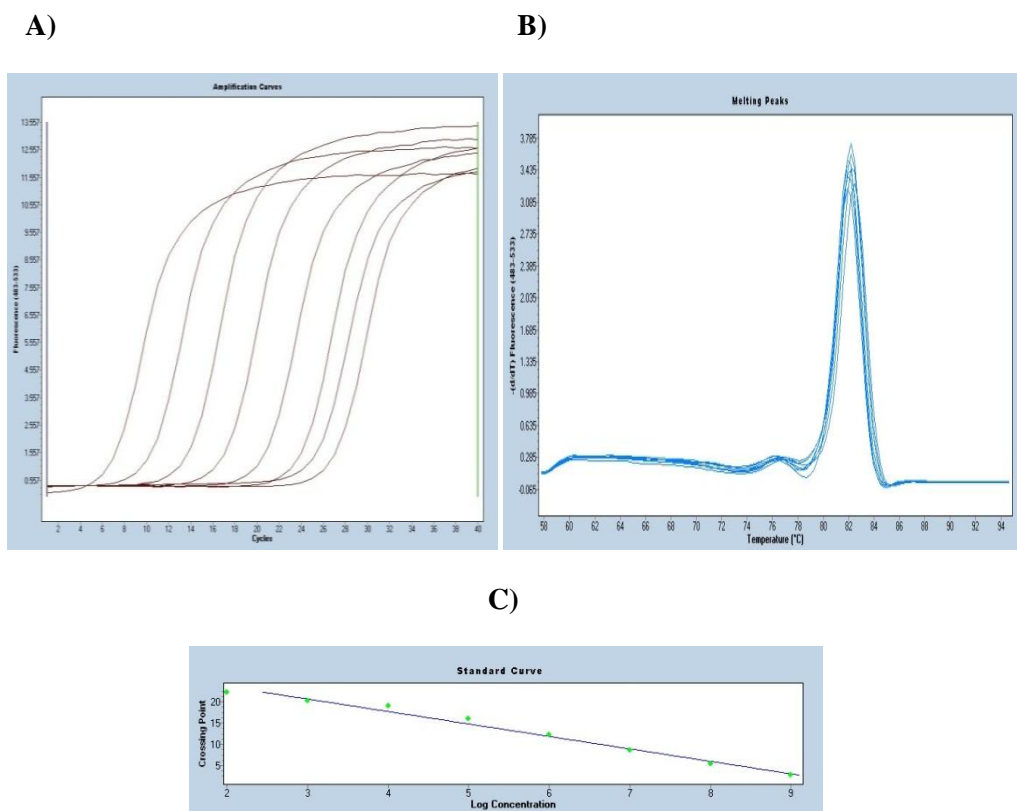 A)
B)
Amplification Curves
13.557
12.557
11.557
10.557
9.557
8.557
7.557
6.557
5.557
4.557
3.557
2.557
1.557
0.557
Fluorescence (483-533)
2 4 6 8 10 12 14 16 18 20 22 24 26 28 30 32 34 36 38 40
Cycles
Melting Peaks
3.785
3.435
3.085
2.735
2.385
2.035
1.685
1.335
0.985
0.635
0.285
-0.065
-(d/dT) Fluorescence (483-533)
58 60 62 64 66 68 70 72 74 76 78 80 82 84 86 88 90 92 94
Temperature (°C)
C)
Standard Curve
20
15
10
5
Crossing Point
2 3 4 5 6 7 8 9
Log Concentration